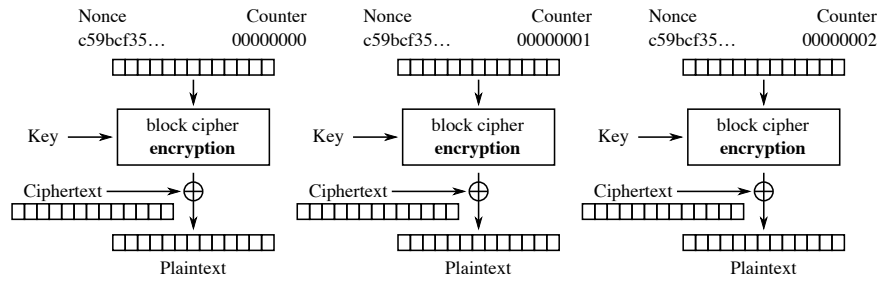 Nonce Counter Nonce Counter Nonce Counter
c59bcf35... 00000000 c59bcf35... 00000001 c59bcf35... 00000002
block cipher block cipher block cipher
Key Key Key
encryption encryption encryption
Ciphertext Ciphertext Ciphertext
Plaintext Plaintext Plaintext